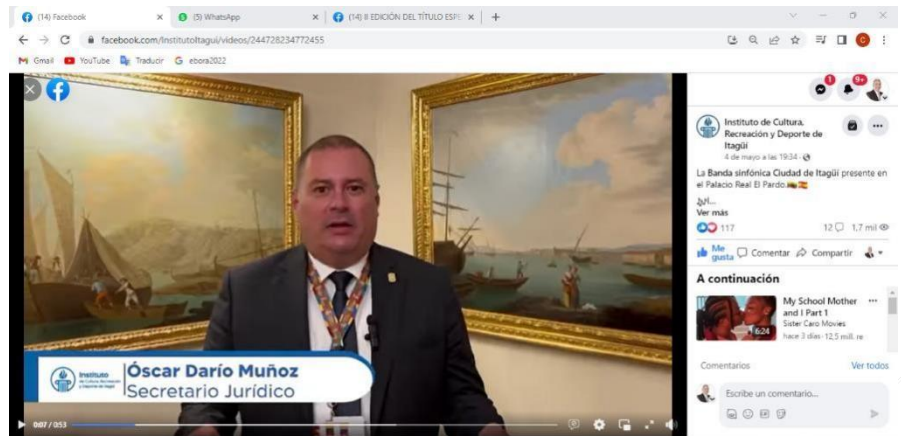 (14) Facebook
(5) WhatsApp
(14) II EDICIÓN DEL TÍTULO ESPE
facebook.com/InstitutoItagui/videos/244728234772455
Gmail
YouTube
Traducir
ebora2022
Instituto de Cultura, Recreación y Deporte de Itagüí
4 de mayo a las 19:34
La Banda sinfónica Ciudad de Itagüí presente en
el Palacio Real El Pardo.
Ver más
117
12
1,7 mil
Me gusta
Comentar
Compartir
A continuación
My School Mother
and I Part 1
Sister Caro Movies
hace 3 días · 12,5 mill. re
6:24
Comentarios
Ver todos
Escribe un comentario...
Instituto
Óscar Darío Muñoz
Secretario Jurídico
0:07 / 0:53